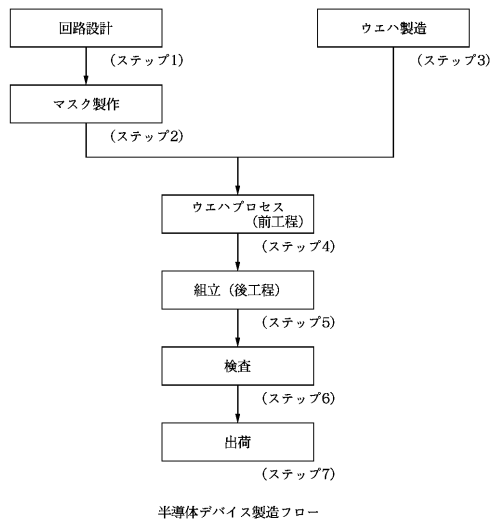 回路設計
(ステップ1)
ウエハ製造
(ステップ3)
マスク製作
(ステップ2)
ウエハプロセス
(前工程)
(ステップ4)
組立(後工程)
(ステップ5)
検査
(ステップ6)
出荷
(ステップ7)
半導体デバイス製造フロー